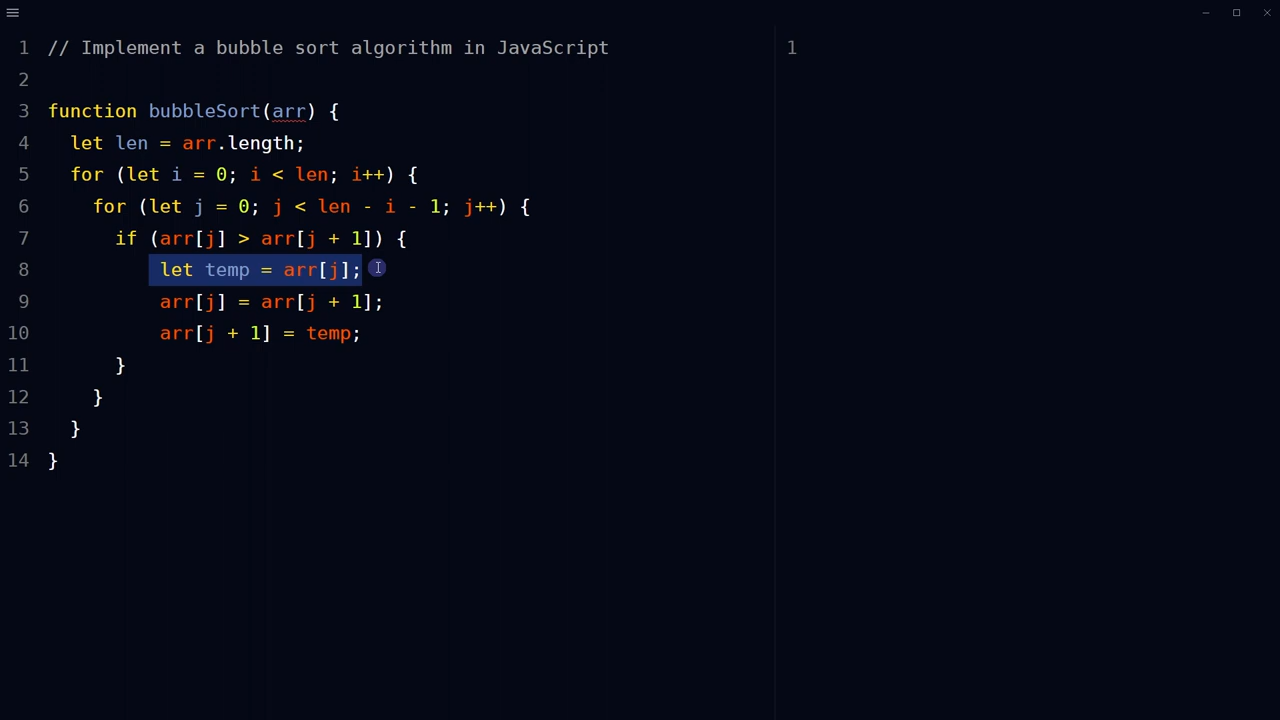 1 // Implement a bubble sort algorithm in JavaScript
2
3 function bubbleSort(arr) {
4   let len = arr.length;
5   for (let i = 0; i < len; i++) {
6     for (let j = 0; j < len - i - 1; j++) {
7       if (arr[j] > arr[j + 1]) {
8           let temp = arr[j];
9           arr[j] = arr[j + 1];
10          arr[j + 1] = temp;
11      }
12    }
13  }
14 }
1